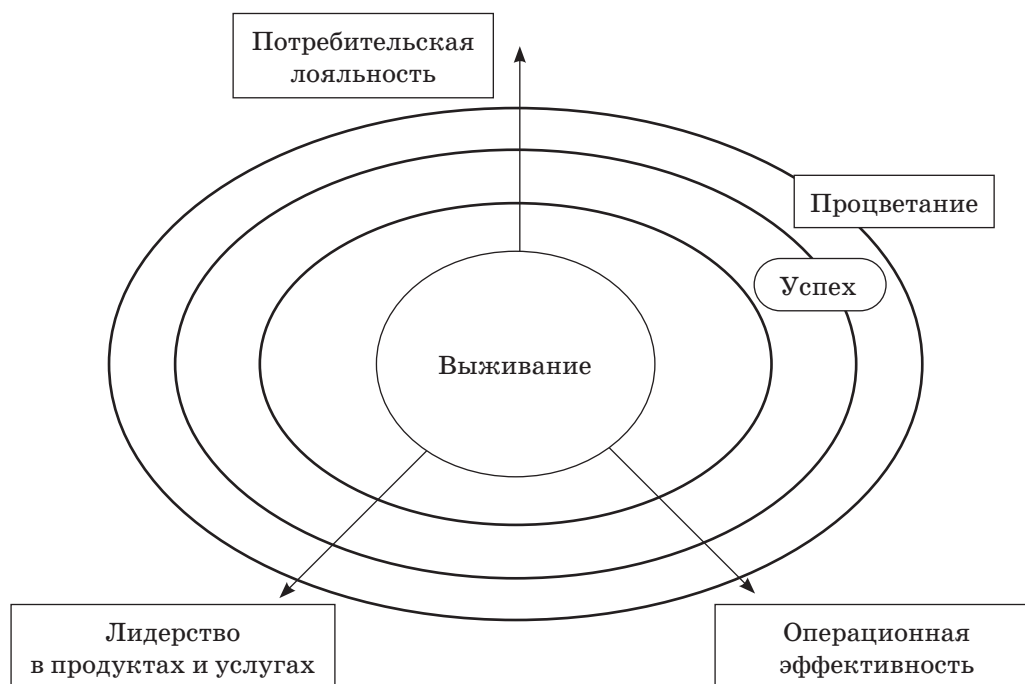 Потребительская
лояльность
Процветание
Успех
Выживание
Лидерство
в продуктах и услугах
Операционная
эффективность